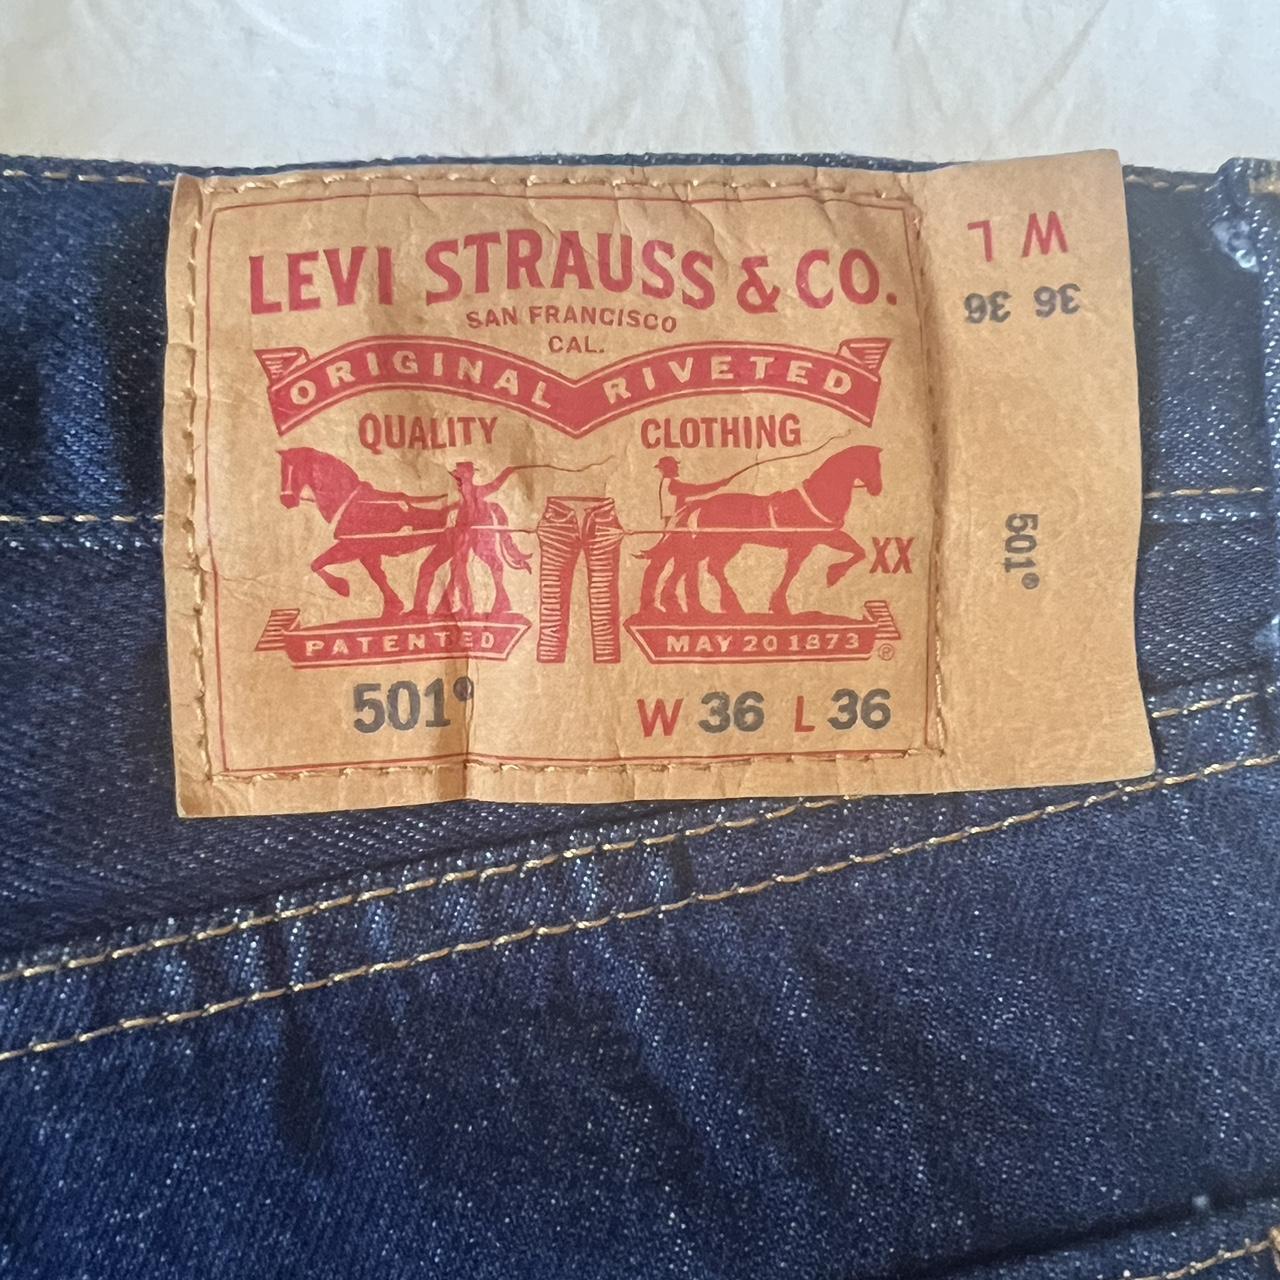 LEVI STRAUSS & CO.
SAN FRANCISCO
CAL.
ORIGINAL RIVETED
QUALITY CLOTHING
XX
PATENTED MAY 20 1873 ®
501® W 36 L 36
W L
36 36
501®